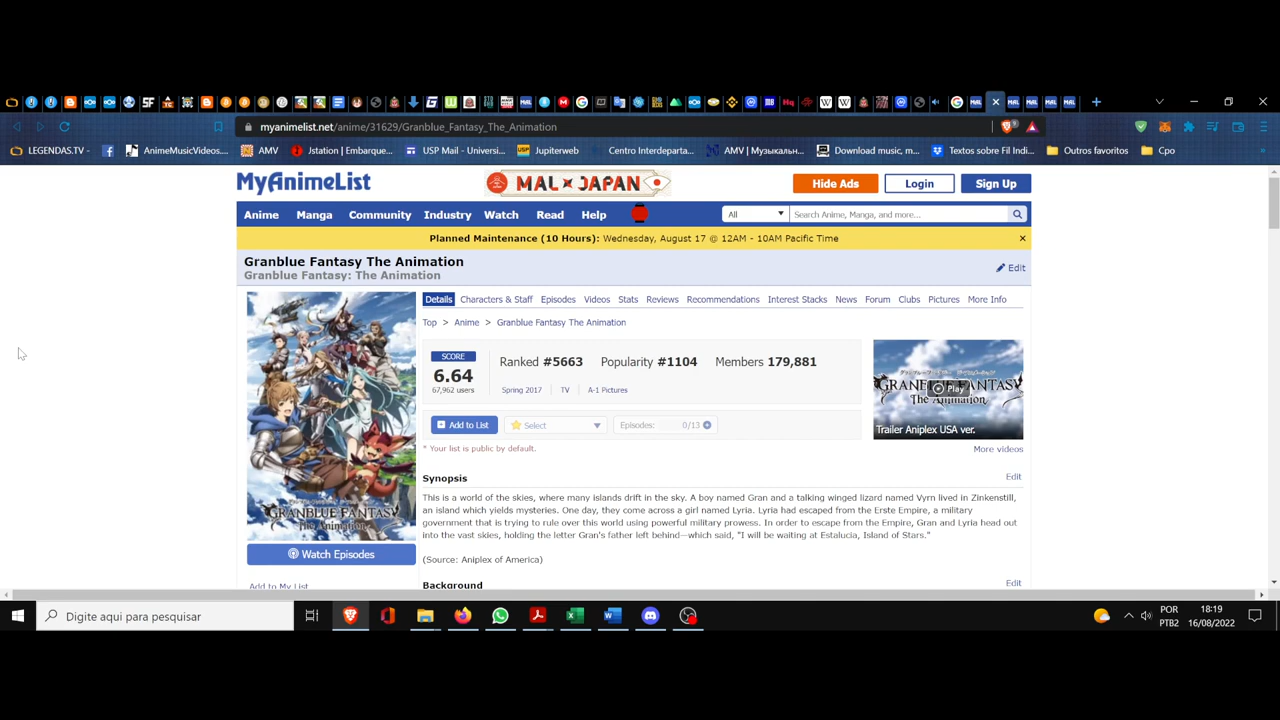 myanimelist.net/anime/31629/Granblue_Fantasy_The_Animation
LEGENDAS.TV -
AnimeMusicVideos...
AMV
Jstation | Embarque...
USP Mail - Universi...
Jupiterweb
Centro Interdeparta...
AMV | Музыкальн...
Download music, m...
Textos sobre Fil Indi...
Outros favoritos
Cpo
MyAnimeList
MAL JAPAN
Hide Ads
Login
Sign Up
Anime Manga Community Industry Watch Read Help
All
Search Anime, Manga, and more...
Planned Maintenance (10 Hours): Wednesday, August 17 @ 12AM - 10AM Pacific Time
Granblue Fantasy The Animation
Granblue Fantasy: The Animation
Edit
Details Characters & Staff Episodes Videos Stats Reviews Recommendations Interest Stacks News Forum Clubs Pictures More Info
Top > Anime > Granblue Fantasy The Animation
SCORE
6.64
67,962 users
Ranked #5663 Popularity #1104 Members 179,881
Spring 2017 TV A-1 Pictures
GRANBLUE FANTASY
The Animation
Play
Trailer Aniplex USA ver.
Add to List
Select
Episodes: 0/13
* Your list is public by default.
More videos
Synopsis
Edit
This is a world of the skies, where many islands drift in the sky. A boy named Gran and a talking winged lizard named Vyrn lived in Zinkenstill,
an island which yields mysteries. One day, they come across a girl named Lyria. Lyria had escaped from the Erste Empire, a military
government that is trying to rule over this world using powerful military prowess. In order to escape from the Empire, Gran and Lyria head out
into the vast skies, holding the letter Gran's father left behind—which said, "I will be waiting at Estalucia, Island of Stars."
(Source: Aniplex of America)
GRANBLUE FANTASY
Watch Episodes
Add to My List
Background
Edit
Digite aqui para pesquisar
POR
PTB2
18:19
16/08/2022